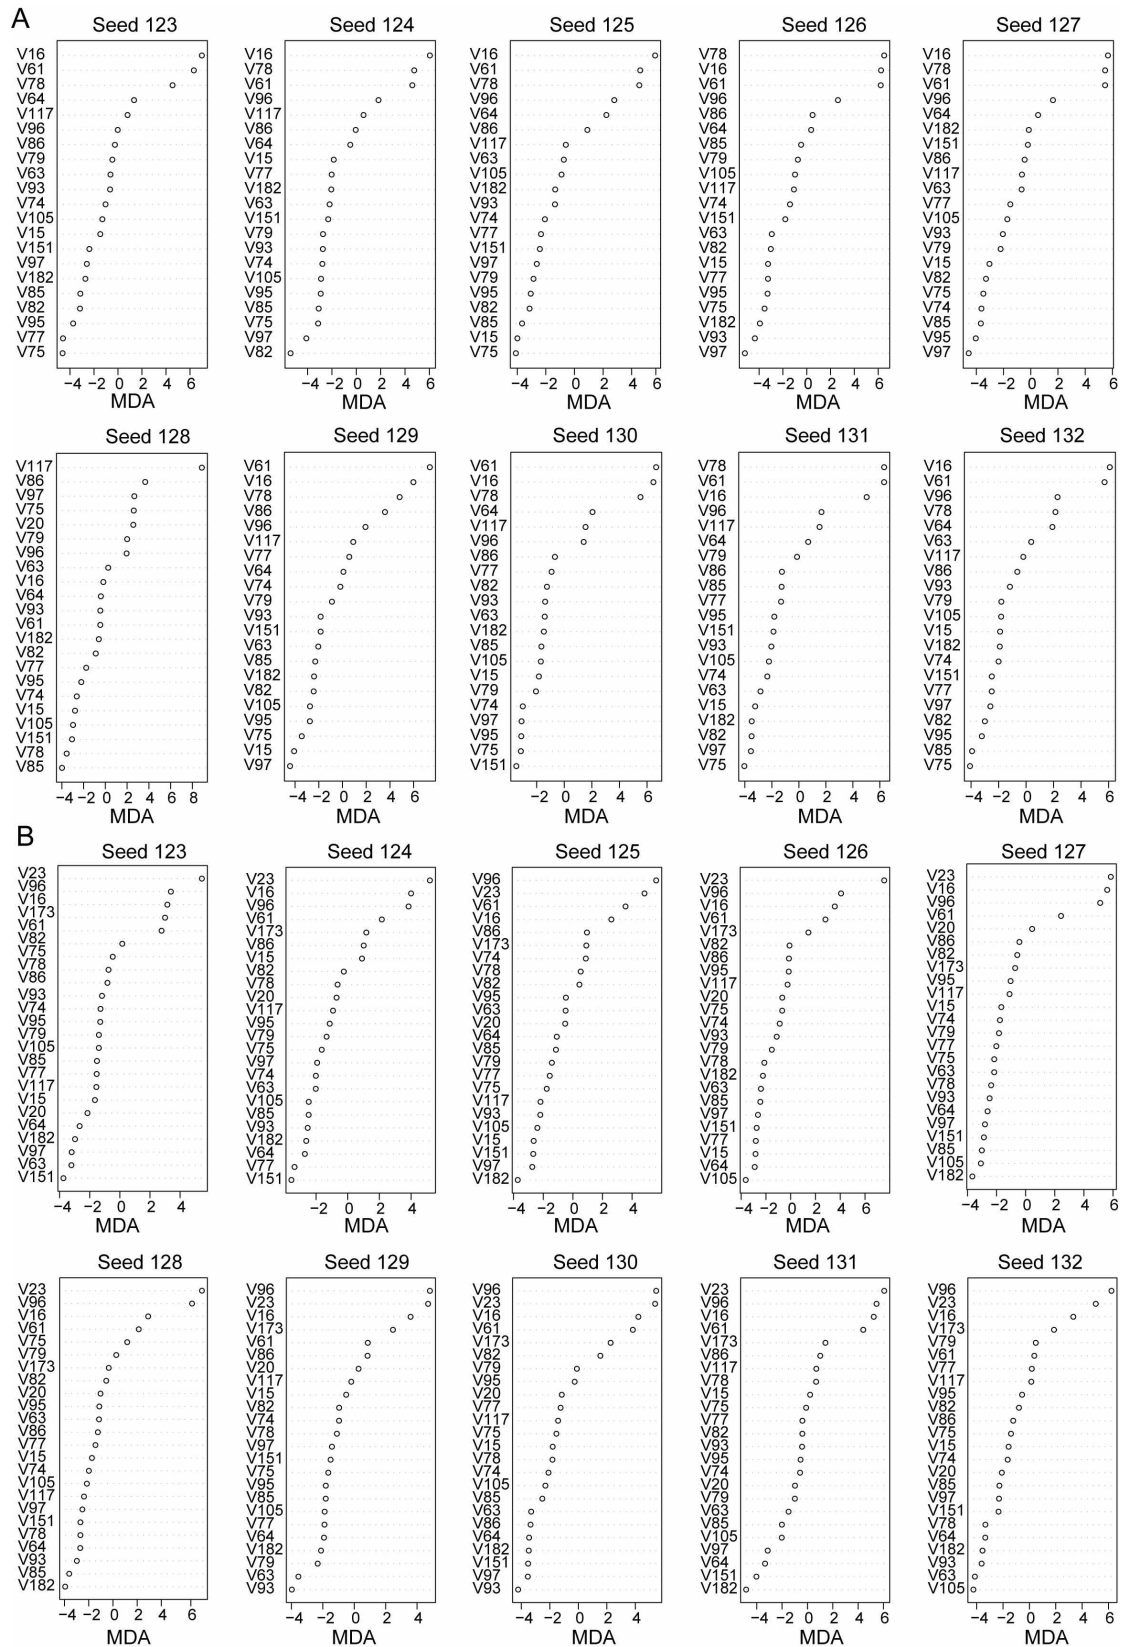 A
Seed 123
V16
V61
V78
V64
V117
V96
V86
V79
V63
V93
V74
V105
V15
V151
V97
V182
V85
V82
V95
V77
V75
−4 −2 0 2 4 6
MDA
Seed 124
V16
V78
V61
V96
V117
V86
V64
V15
V77
V182
V63
V151
V79
V93
V74
V105
V95
V85
V75
V97
V82
−4 −2 0 2 4 6
MDA
Seed 125
V16
V61
V78
V96
V64
V86
V117
V63
V105
V182
V93
V74
V77
V151
V97
V79
V95
V82
V85
V15
V75
−4 −2 0 2 4 6
MDA
Seed 126
V78
V16
V61
V96
V86
V64
V85
V79
V105
V117
V74
V151
V63
V82
V15
V77
V95
V75
V182
V93
V97
−4 −2 0 2 4 6
MDA
Seed 127
V16
V78
V61
V96
V64
V182
V151
V86
V117
V63
V77
V105
V93
V79
V15
V82
V75
V74
V85
V95
V97
−4 −2 0 2 4 6
MDA
Seed 128
V117
V86
V97
V75
V20
V79
V96
V63
V16
V64
V93
V61
V182
V82
V77
V95
V74
V15
V105
V151
V78
V85
−4 −2 0 2 4 6 8
MDA
Seed 129
V61
V16
V78
V86
V96
V117
V77
V64
V74
V79
V93
V151
V63
V85
V182
V82
V105
V95
V75
V15
V97
−4 −2 0 2 4 6
MDA
Seed 130
V61
V16
V78
V64
V117
V96
V86
V77
V82
V93
V63
V182
V85
V105
V15
V79
V74
V97
V95
V75
V151
−2 0 2 4 6
MDA
Seed 131
V78
V61
V16
V96
V117
V64
V79
V86
V85
V77
V95
V151
V93
V105
V74
V63
V15
V182
V82
V97
V75
−4 −2 0 2 4 6
MDA
Seed 132
V16
V61
V96
V78
V64
V63
V117
V86
V93
V79
V105
V15
V182
V74
V151
V77
V97
V82
V95
V85
V75
−4 −2 0 2 4 6
MDA
B
Seed 123
V23
V96
V16
V173
V61
V82
V75
V78
V86
V93
V74
V95
V79
V105
V85
V77
V117
V15
V20
V64
V182
V97
V63
V151
−4 −2 0 2 4
MDA
Seed 124
V23
V16
V96
V61
V173
V86
V15
V82
V78
V20
V117
V95
V79
V75
V97
V74
V63
V105
V85
V93
V182
V64
V77
V151
−2 0 2 4
MDA
Seed 125
V96
V23
V61
V16
V86
V173
V74
V78
V82
V95
V63
V20
V64
V85
V79
V77
V75
V117
V93
V105
V15
V151
V97
V182
−4 −2 0 2 4
MDA
Seed 126
V23
V96
V16
V61
V173
V82
V86
V95
V117
V20
V75
V74
V93
V79
V78
V182
V63
V85
V97
V151
V77
V15
V64
V105
−4 −2 0 2 4 6
MDA
Seed 127
V23
V16
V96
V61
V20
V86
V82
V173
V95
V117
V15
V74
V79
V77
V75
V63
V78
V93
V64
V97
V151
V85
V105
V182
−4 −2 0 2 4 6
MDA
Seed 128
V23
V96
V16
V61
V75
V79
V173
V82
V20
V95
V63
V86
V77
V15
V74
V105
V117
V97
V151
V78
V64
V93
V85
V182
−4 −2 0 2 4 6
MDA
Seed 129
V96
V23
V16
V173
V61
V86
V20
V117
V15
V82
V74
V78
V97
V151
V75
V95
V85
V105
V77
V64
V182
V79
V63
V93
−4 −2 0 2 4
MDA
Seed 130
V96
V23
V16
V61
V173
V82
V79
V95
V20
V77
V117
V75
V15
V78
V74
V105
V85
V63
V86
V64
V182
V151
V97
V93
−4 −2 0 2 4
MDA
Seed 131
V23
V96
V16
V61
V173
V86
V117
V78
V15
V75
V77
V82
V93
V95
V74
V20
V79
V63
V85
V105
V97
V64
V151
V182
−4 −2 0 2 4 6
MDA
Seed 132
V96
V23
V16
V173
V79
V61
V77
V117
V95
V82
V86
V75
V15
V74
V20
V85
V97
V151
V78
V64
V182
V93
V63
V105
−4 −2 0 2 4 6
MDA